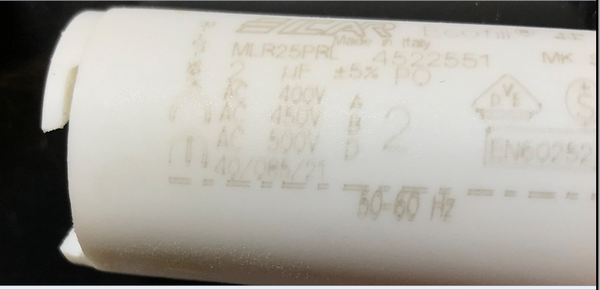 Made in Italy
MLR25PRL 4522551 MK
2 µF ±5% PO
AC 400V A
AC 450V B
AC 500V D
2
40/085/21
EN60252
50-60 Hz